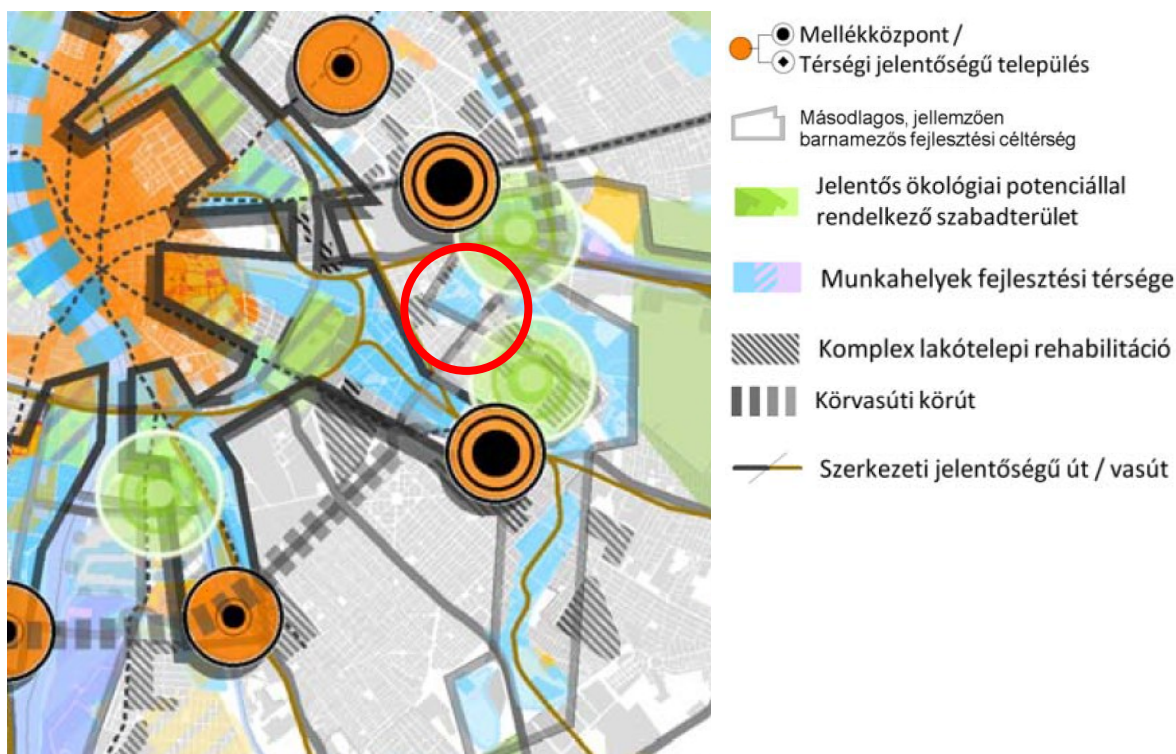 Mellékközpont /
Térségi jelentőségű település
Másodlagos, jellemzően
barnamezős fejlesztési céltérség
Jelentős ökológiai potenciállal
rendelkező szabadterület
Munkahelyek fejlesztési térsége
Komplex lakótelepi rehabilitáció
Körvasúti körút
Szerkezeti jelentőségű út / vasút